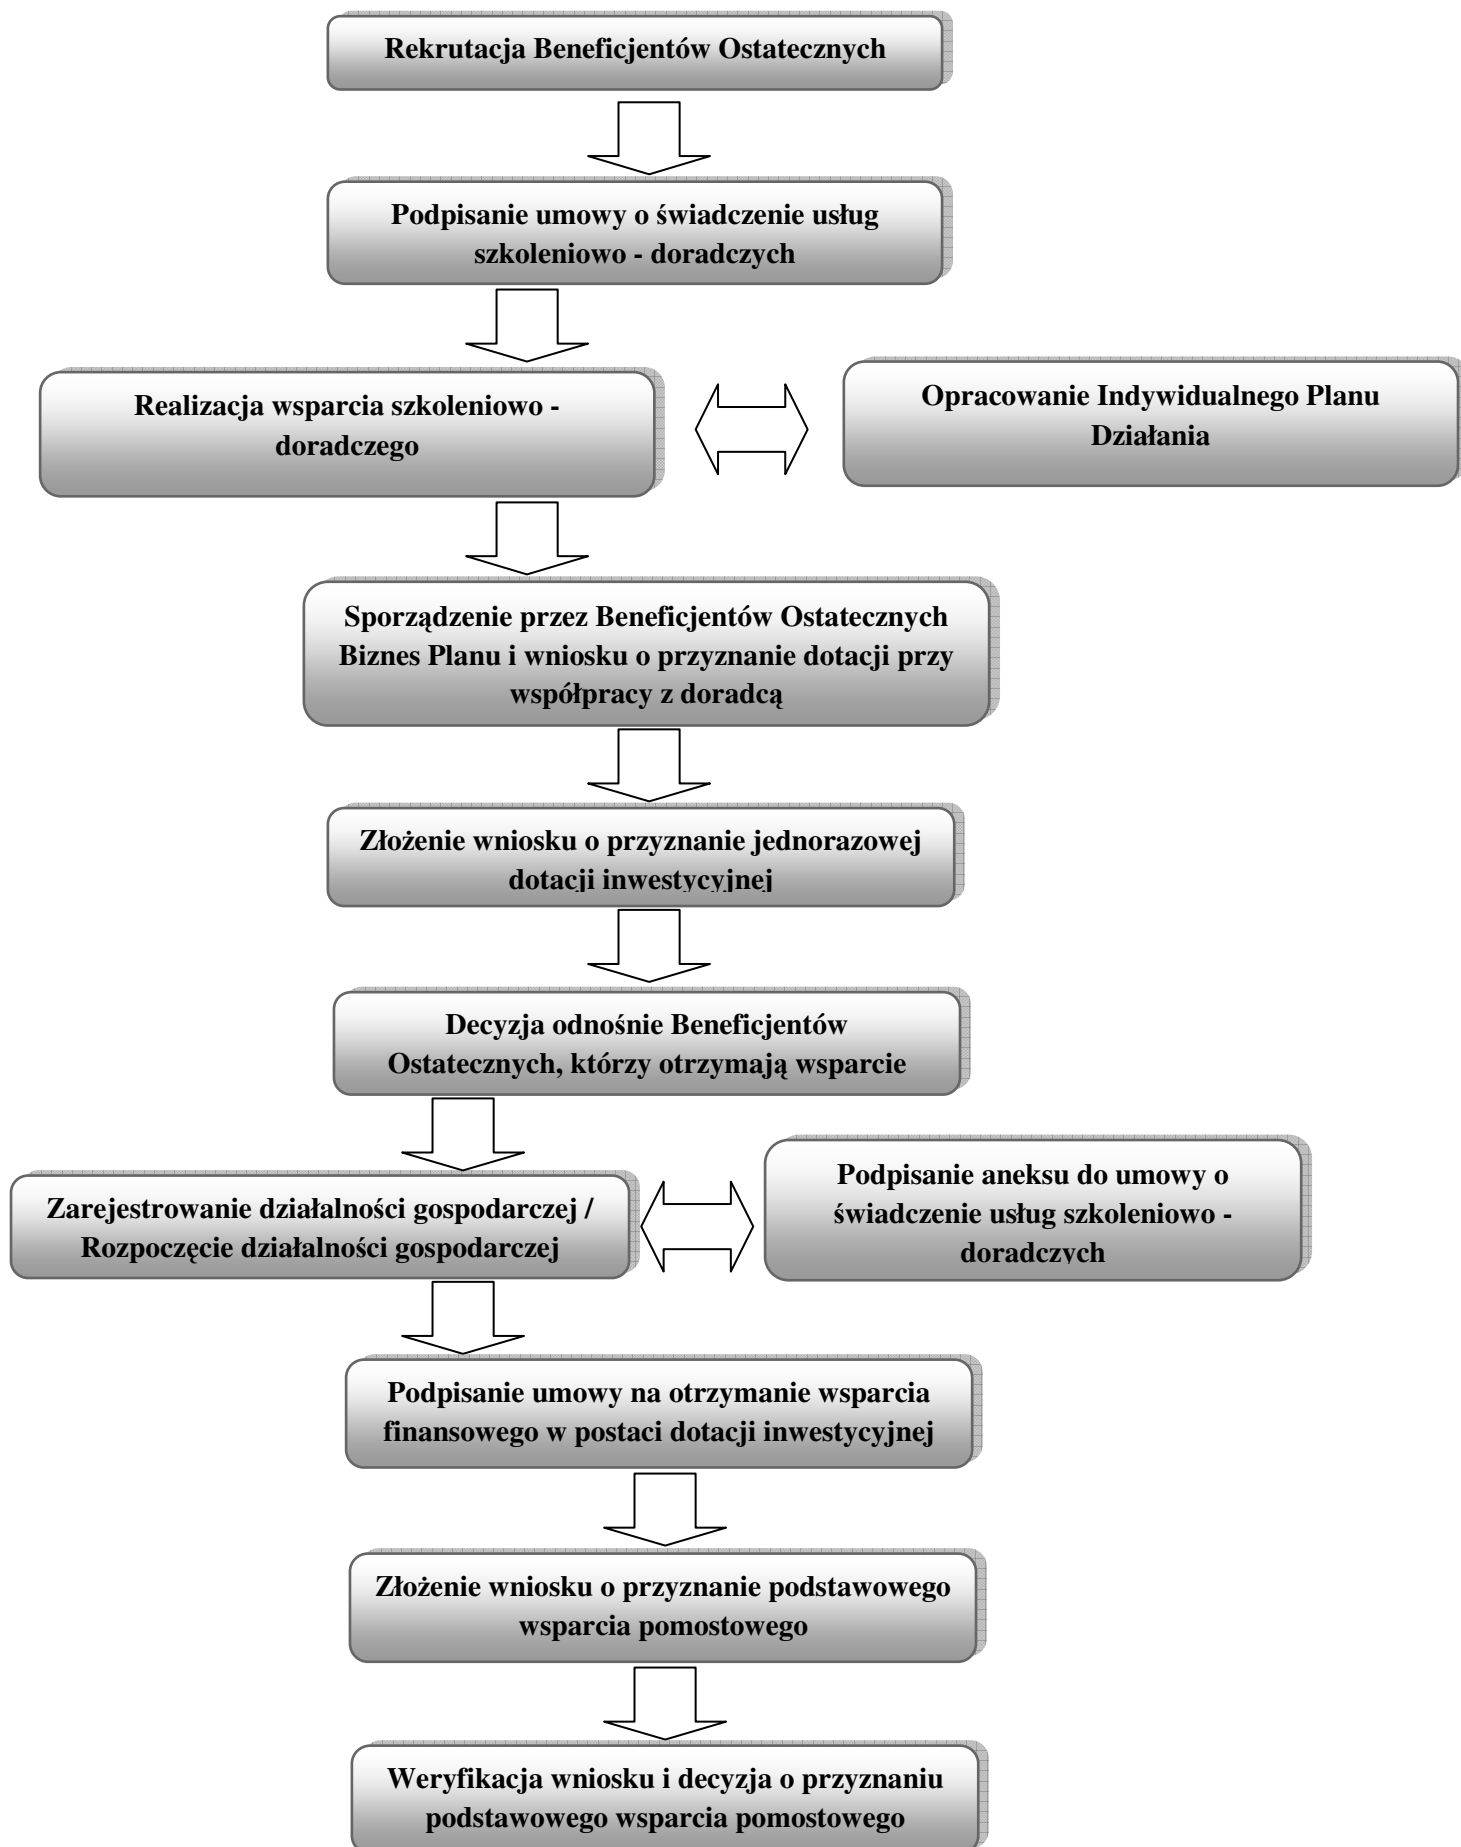 Rekrutacja Beneficjentów Ostatecznych
Podpisanie umowy o świadczenie usług
szkoleniowo - doradczych
Realizacja wsparcia szkoleniowo -
doradczego
Opracowanie Indywidualnego Planu
Działania
Sporządzenie przez Beneficjentów Ostatecznych
Biznes Planu i wniosku o przyznanie dotacji przy
współpracy z doradcą
Złożenie wniosku o przyznanie jednorazowej
dotacji inwestycyjnej
Decyzja odnośnie Beneficjentów
Ostatecznych, którzy otrzymają wsparcie
Zarejestrowanie działalności gospodarczej /
Rozpoczęcie działalności gospodarczej
Podpisanie aneksu do umowy o
świadczenie usług szkoleniowo -
doradczych
Podpisanie umowy na otrzymanie wsparcia
finansowego w postaci dotacji inwestycyjnej
Złożenie wniosku o przyznanie podstawowego
wsparcia pomostowego
Weryfikacja wniosku i decyzja o przyznaniu
podstawowego wsparcia pomostowego